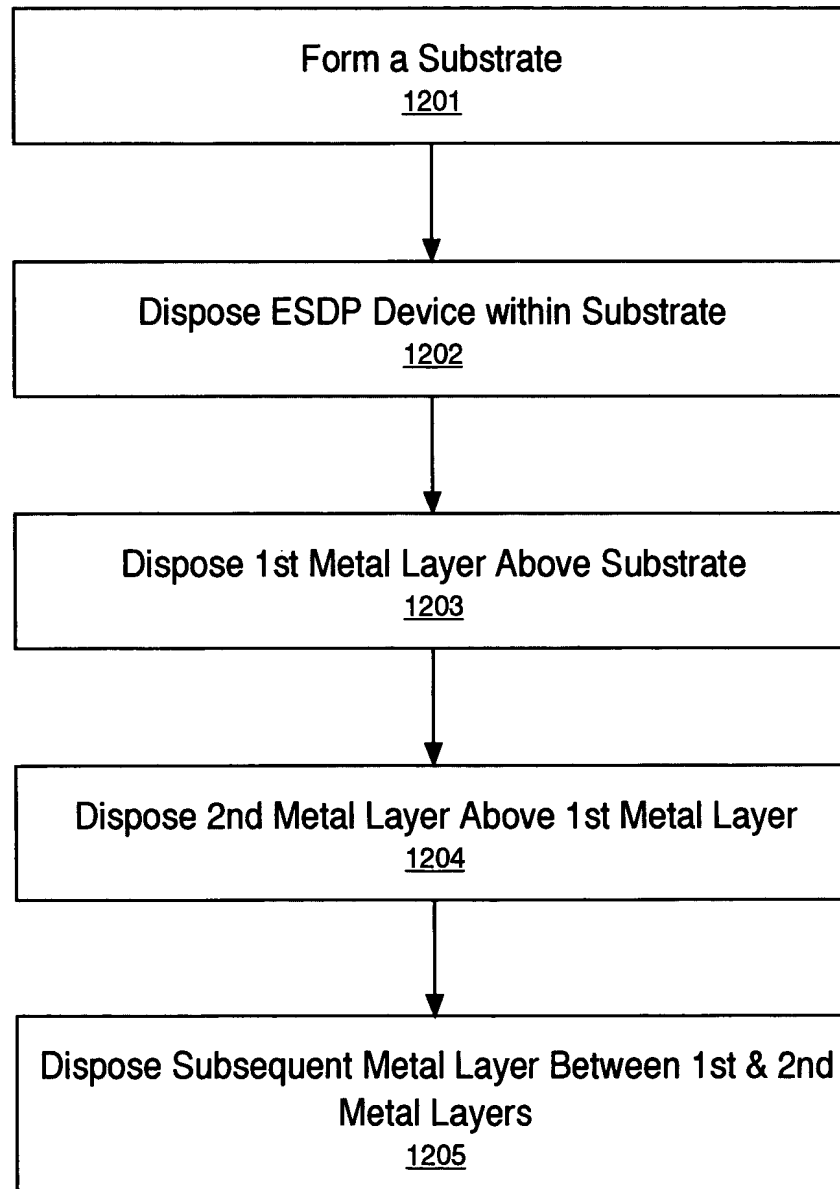 Form a Substrate
1201
Dispose ESDP Device within Substrate
1202
Dispose 1st Metal Layer Above Substrate
1203
Dispose 2nd Metal Layer Above 1st Metal Layer
1204
Dispose Subsequent Metal Layer Between 1st & 2nd
Metal Layers
1205